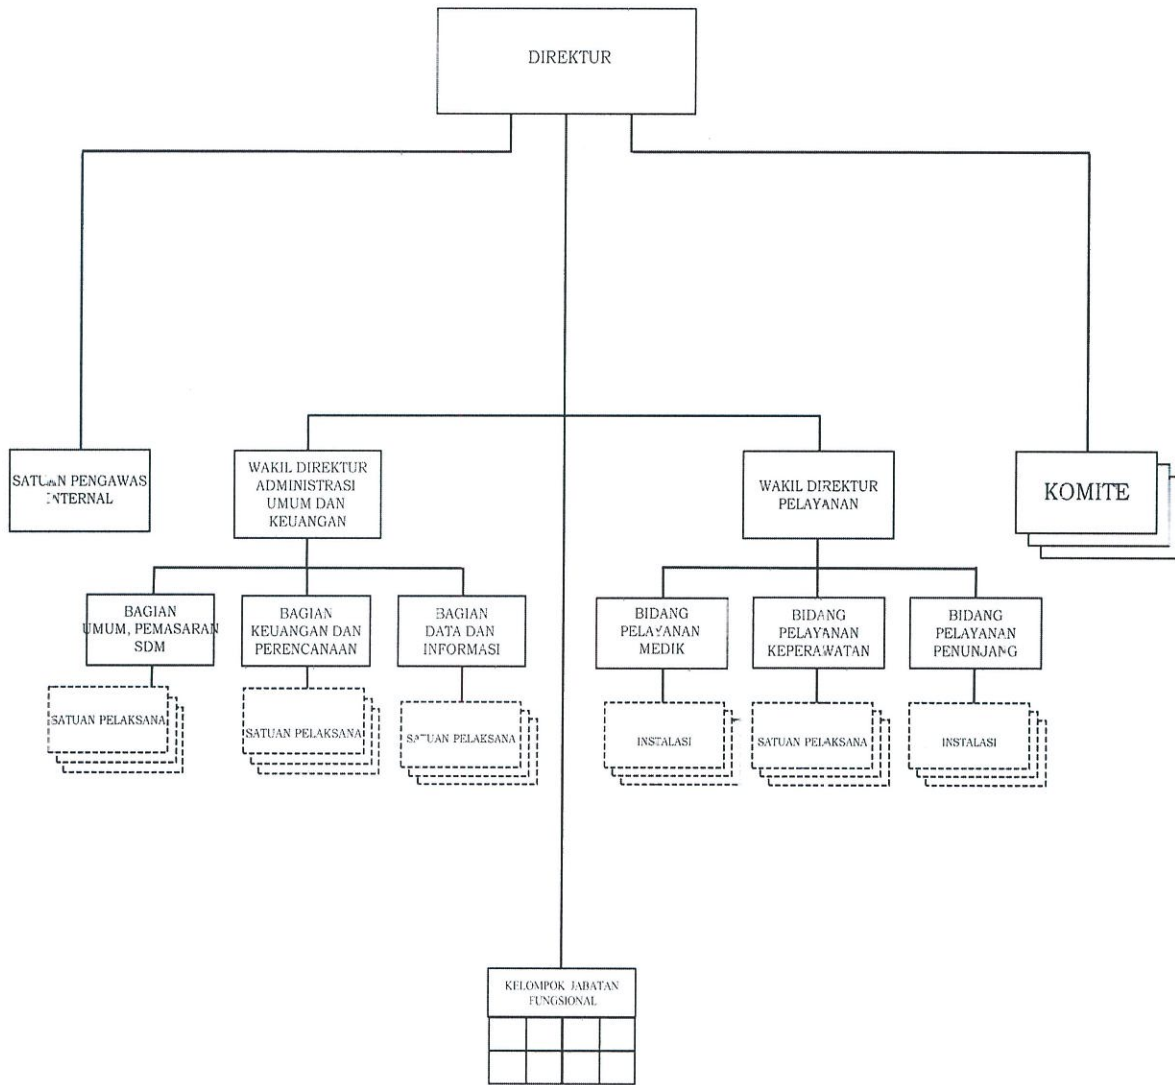 DIREKTUR
SATUAN PENGAWAS
INTERNAL
WAKIL DIREKTUR
ADMINISTRASI
UMUM DAN
KEUANGAN
WAKIL DIREKTUR
PELAYANAN
KOMITE
BAGIAN
UMUM, PEMASARAN
SDM
BAGIAN
KEUANGAN DAN
PERENCANAAN
BAGIAN
DATA DAN
INFORMASI
BIDANG
PELAYANAN
MEDIK
BIDANG
PELAYANAN
KEPERAWATAN
BIDANG
PELAYANAN
PENUNJANG
SATUAN PELAKSANA
SATUAN PELAKSANA
SATUAN PELAKSANA
INSTALASI
SATUAN PELAKSANA
INSTALASI
KELOMPOK JABATAN
FUNGSIONAL